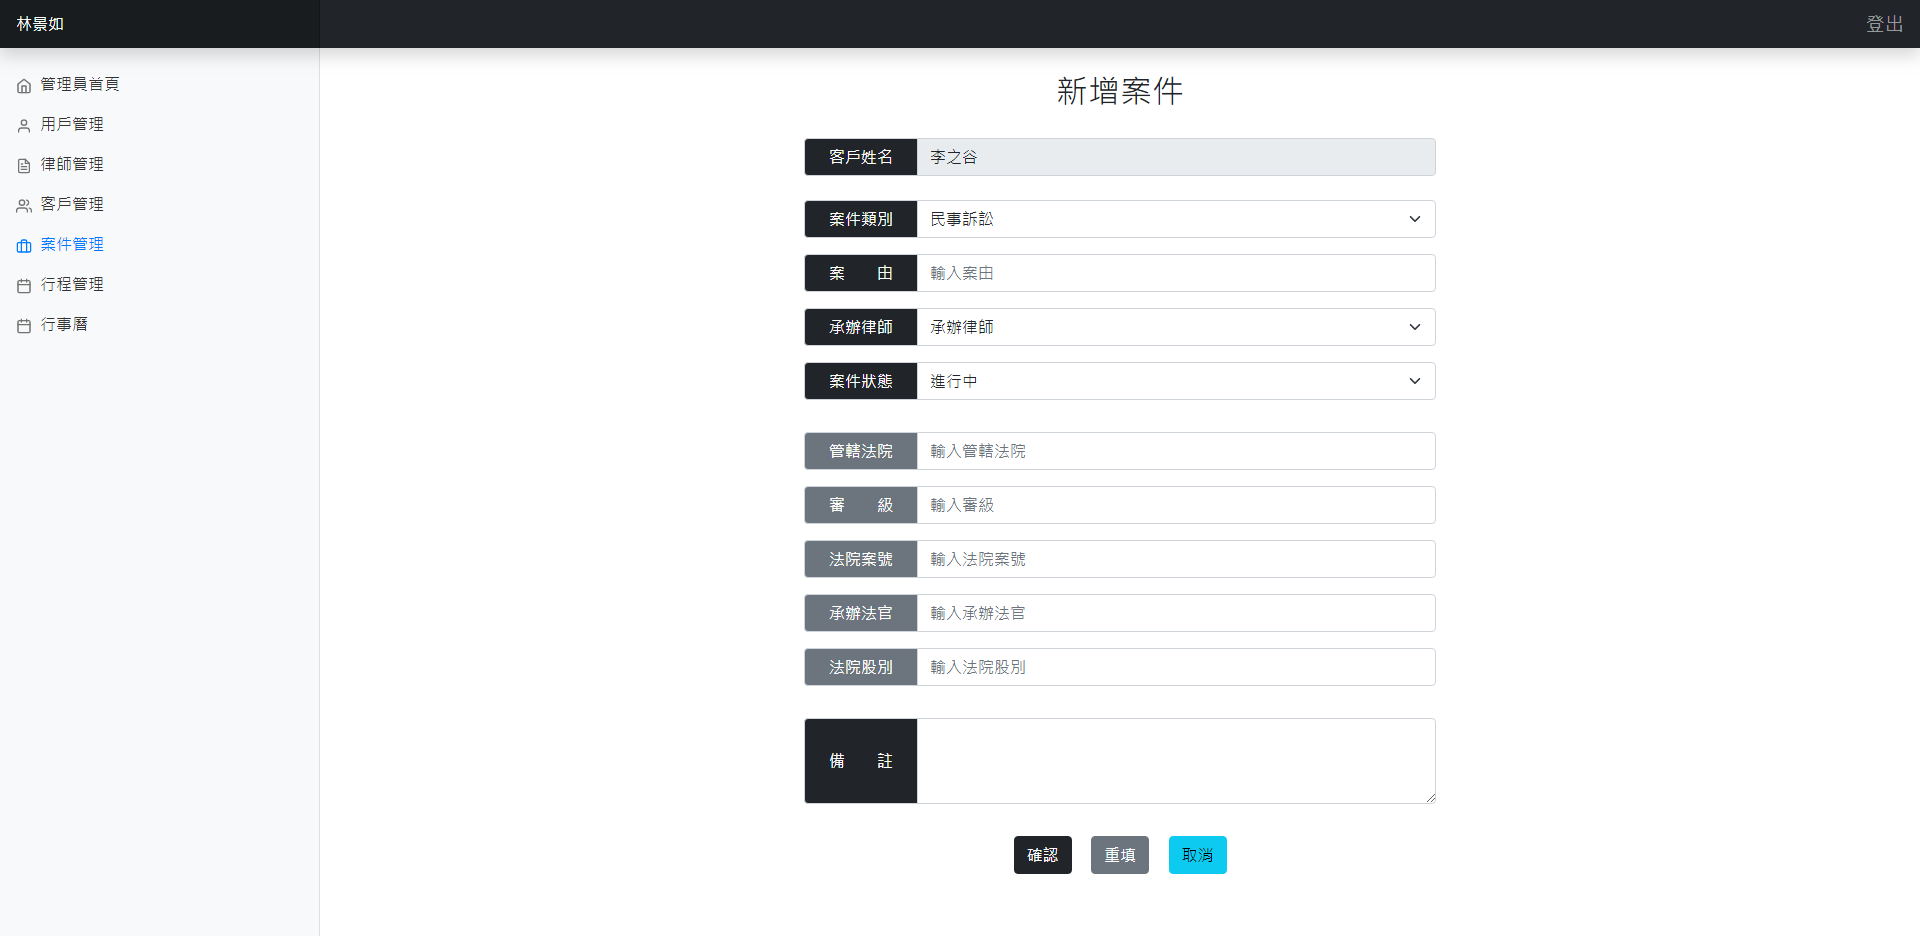 林景如
登出
管理員首頁
用戶管理
律師管理
客戶管理
案件管理
行程管理
行事曆
新增案件
客戶姓名 李之谷
案件類別 民事訴訟
案　　由 輸入案由
承辦律師 承辦律師
案件狀態 進行中
管轄法院 輸入管轄法院
審　　級 輸入審級
法院案號 輸入法院案號
承辦法官 輸入承辦法官
法院股別 輸入法院股別
備　　註
確認 重填 取消